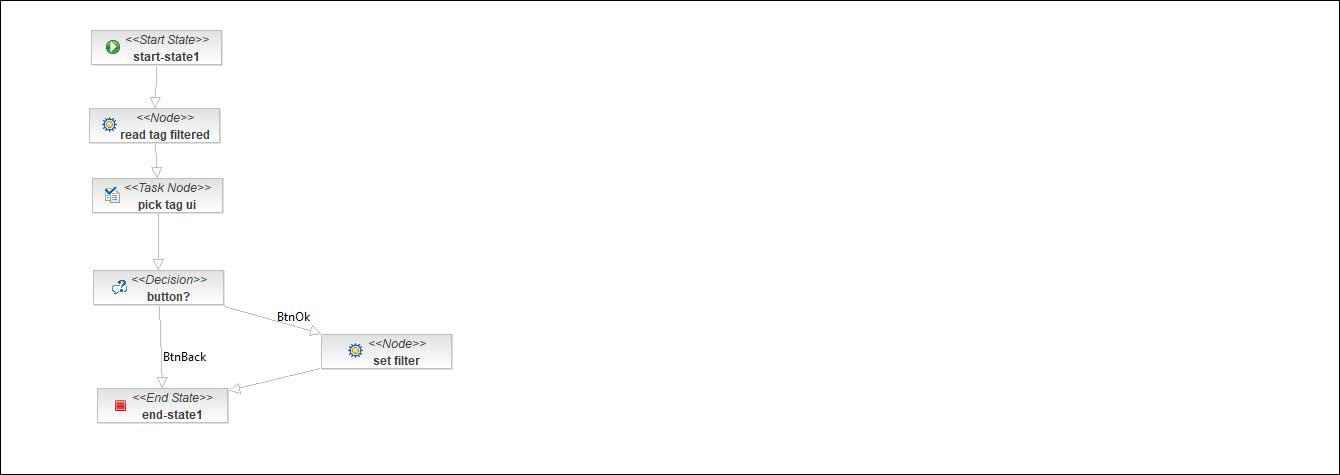 <<Start State>>
start-state1
<<Node>>
read tag filtered
<<Task Node>>
pick tag ui
<<Decision>>
button?
BtnOk
<<Node>>
set filter
BtnBack
<<End State>>
end-state1